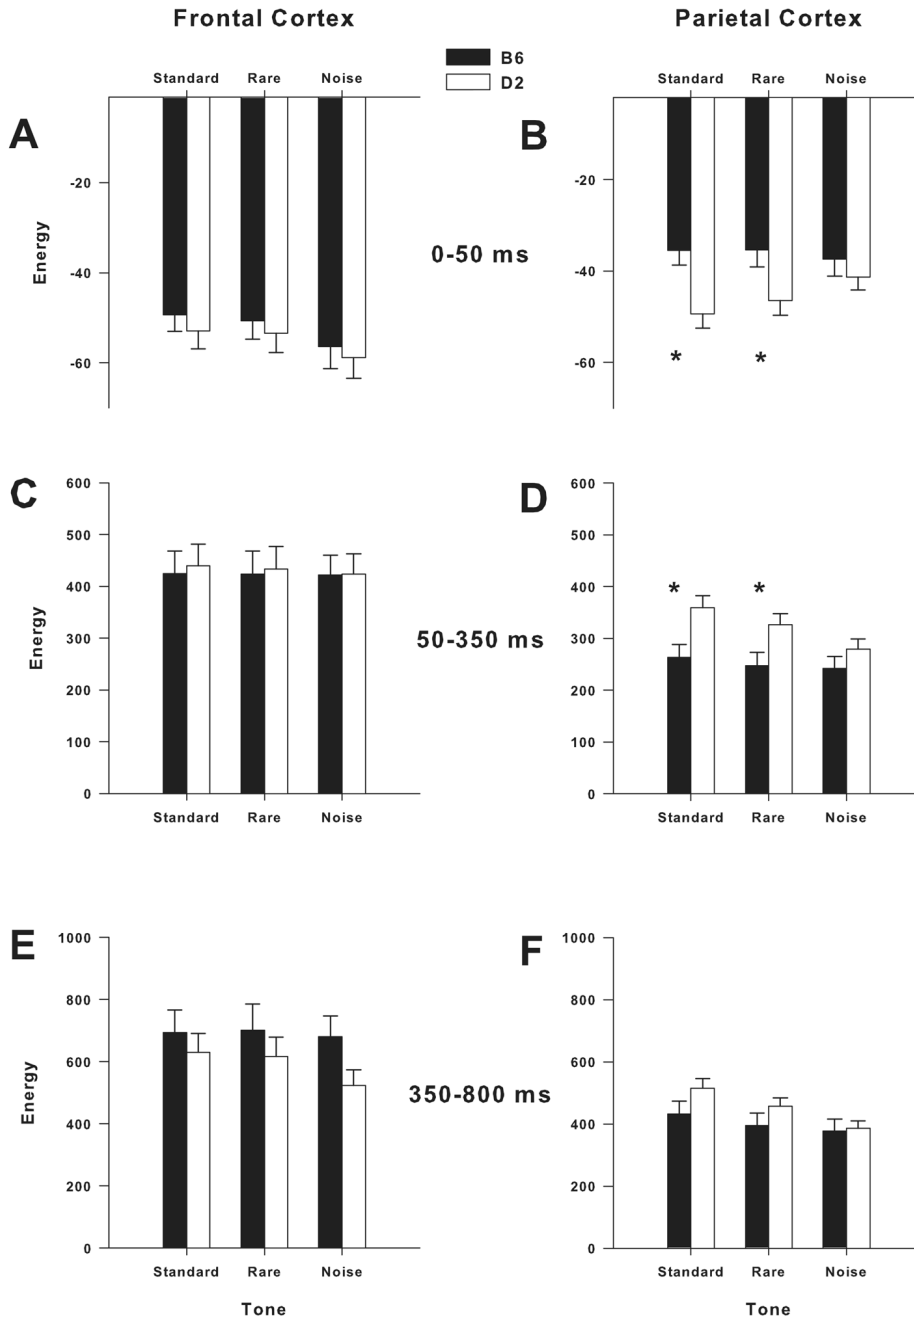 Frontal Cortex
Parietal Cortex
B6
D2
A
Standard Rare Noise
-20
-40
-60
Energy
0-50 ms
B
Standard Rare Noise
-20
-40
-60
*
*
C
600
500
400
300
200
100
0
Energy
Standard Rare Noise
50-350 ms
D
600
500
400
300
200
100
0
*
*
Standard Rare Noise
E
1000
800
600
400
200
0
Energy
Standard Rare Noise
Tone
350-800 ms
F
1000
800
600
400
200
0
Standard Rare Noise
Tone